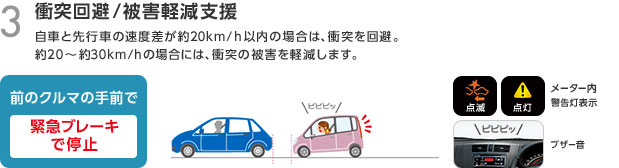 3 衝突回避/被害軽減支援
自車と先行車の速度差が約20km/h以内の場合は、衝突を回避。
約20〜約30km/hの場合には、衝突の被害を軽減します。
前のクルマの手前で
緊急ブレーキ
で停止
ピピピッ
点滅
点灯
メーター内
警告灯表示
ピピピッ
ブザー音